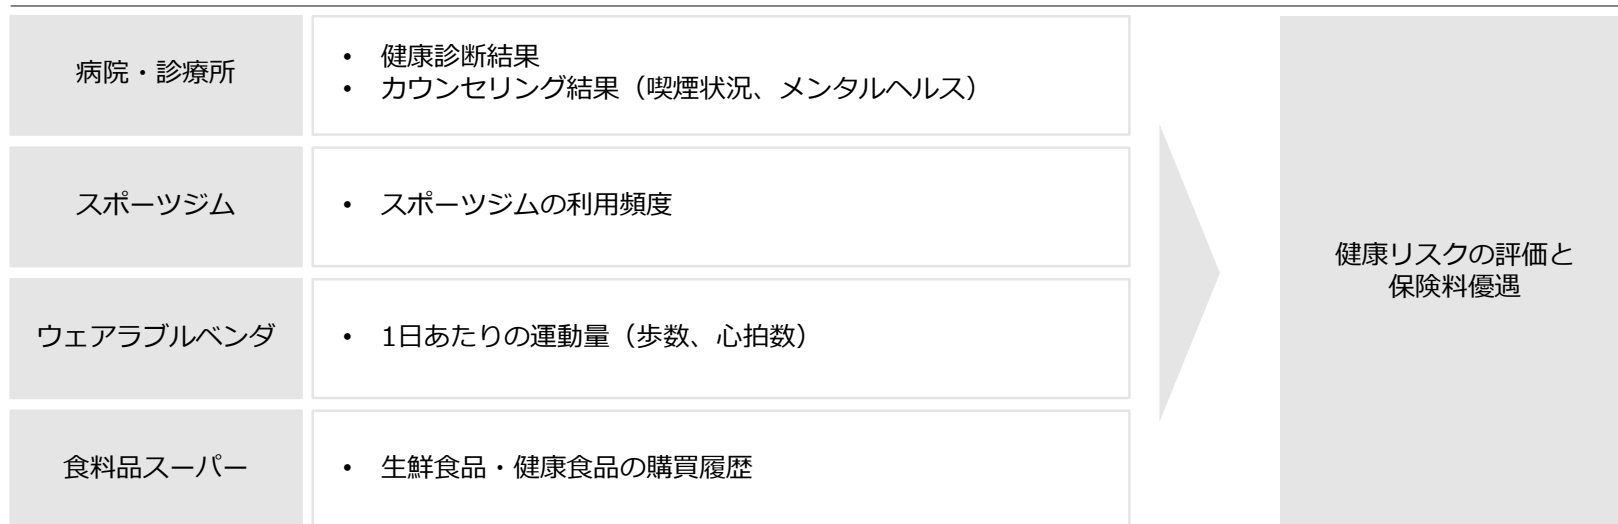 病院・診療所
• 健康診断結果
• カウンセリング結果（喫煙状況、メンタルヘルス）
スポーツジム
• スポーツジムの利用頻度
ウェアラブルベンダ
• 1日あたりの運動量（歩数、心拍数）
食料品スーパー
• 生鮮食品・健康食品の購買履歴
健康リスクの評価と
保険料優遇